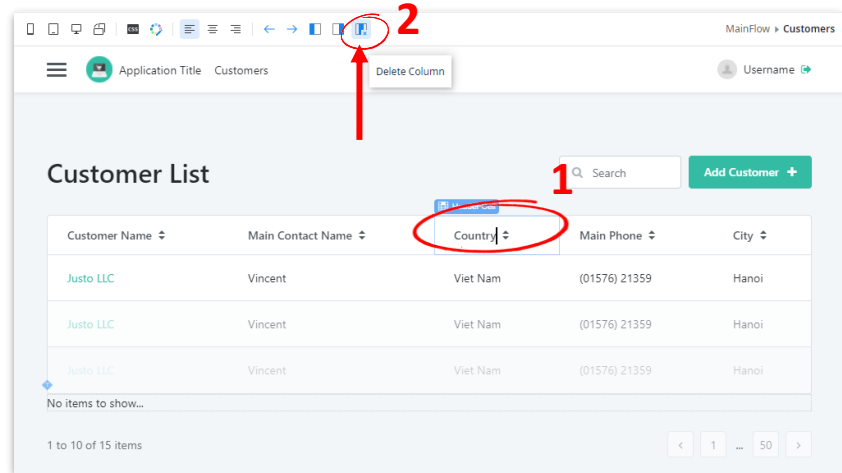 css
2
MainFlow ▸ Customers
Application Title Customers
Delete Column
Username
Customer List
1
Search
Add Customer +
Customer Name Main Contact Name Country Main Phone City
Justo LLC Vincent Viet Nam (01576) 21359 Hanoi
Justo LLC Vincent Viet Nam (01576) 21359 Hanoi
Justo LLC Vincent Viet Nam (01576) 21359 Hanoi
No items to show...
1 to 10 of 15 items
< 1 ... 50 >